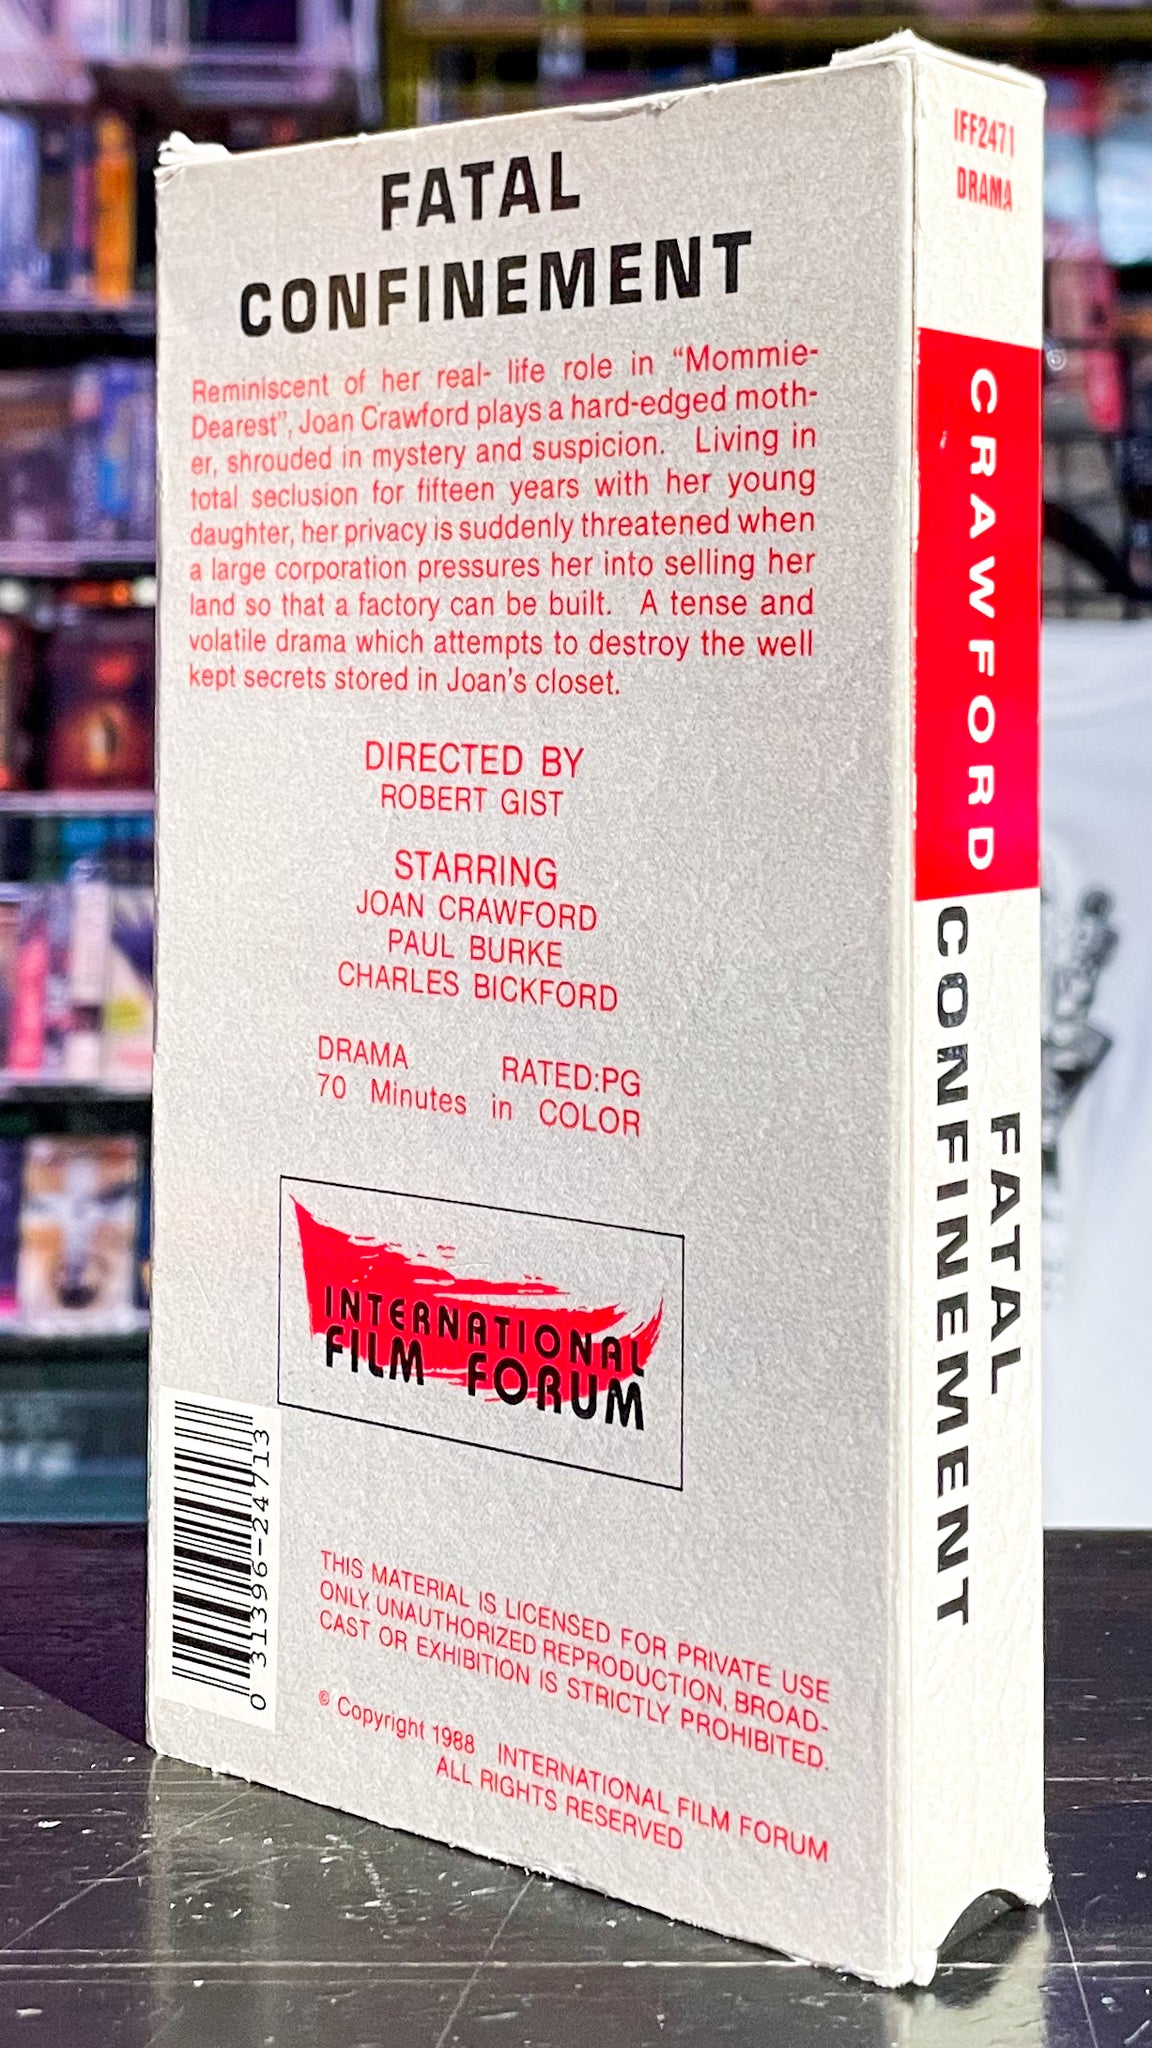 FATAL
CONFINEMENT
Reminiscent of her real- life role in “Mommie-
Dearest”, Joan Crawford plays a hard-edged moth-
er, shrouded in mystery and suspicion. Living in
total seclusion for fifteen years with her young
daughter, her privacy is suddenly threatened when
a large corporation pressures her into selling her
land so that a factory can be built. A tense and
volatile drama which attempts to destroy the well
kept secrets stored in Joan's closet.
DIRECTED BY
ROBERT GIST
STARRING
JOAN CRAWFORD
PAUL BURKE
CHARLES BICKFORD
DRAMA RATED:PG
70 Minutes in COLOR
INTERNATIONAL
FILM FORUM
0 31396-24713
THIS MATERIAL IS LICENSED FOR PRIVATE USE
ONLY. UNAUTHORIZED REPRODUCTION, BROAD-
CAST OR EXHIBITION IS STRICTLY PROHIBITED.
© Copyright 1988 INTERNATIONAL FILM FORUM
ALL RIGHTS RESERVED
IFF2471
DRAMA
CRAWFORD
FATAL
CONFINEMENT